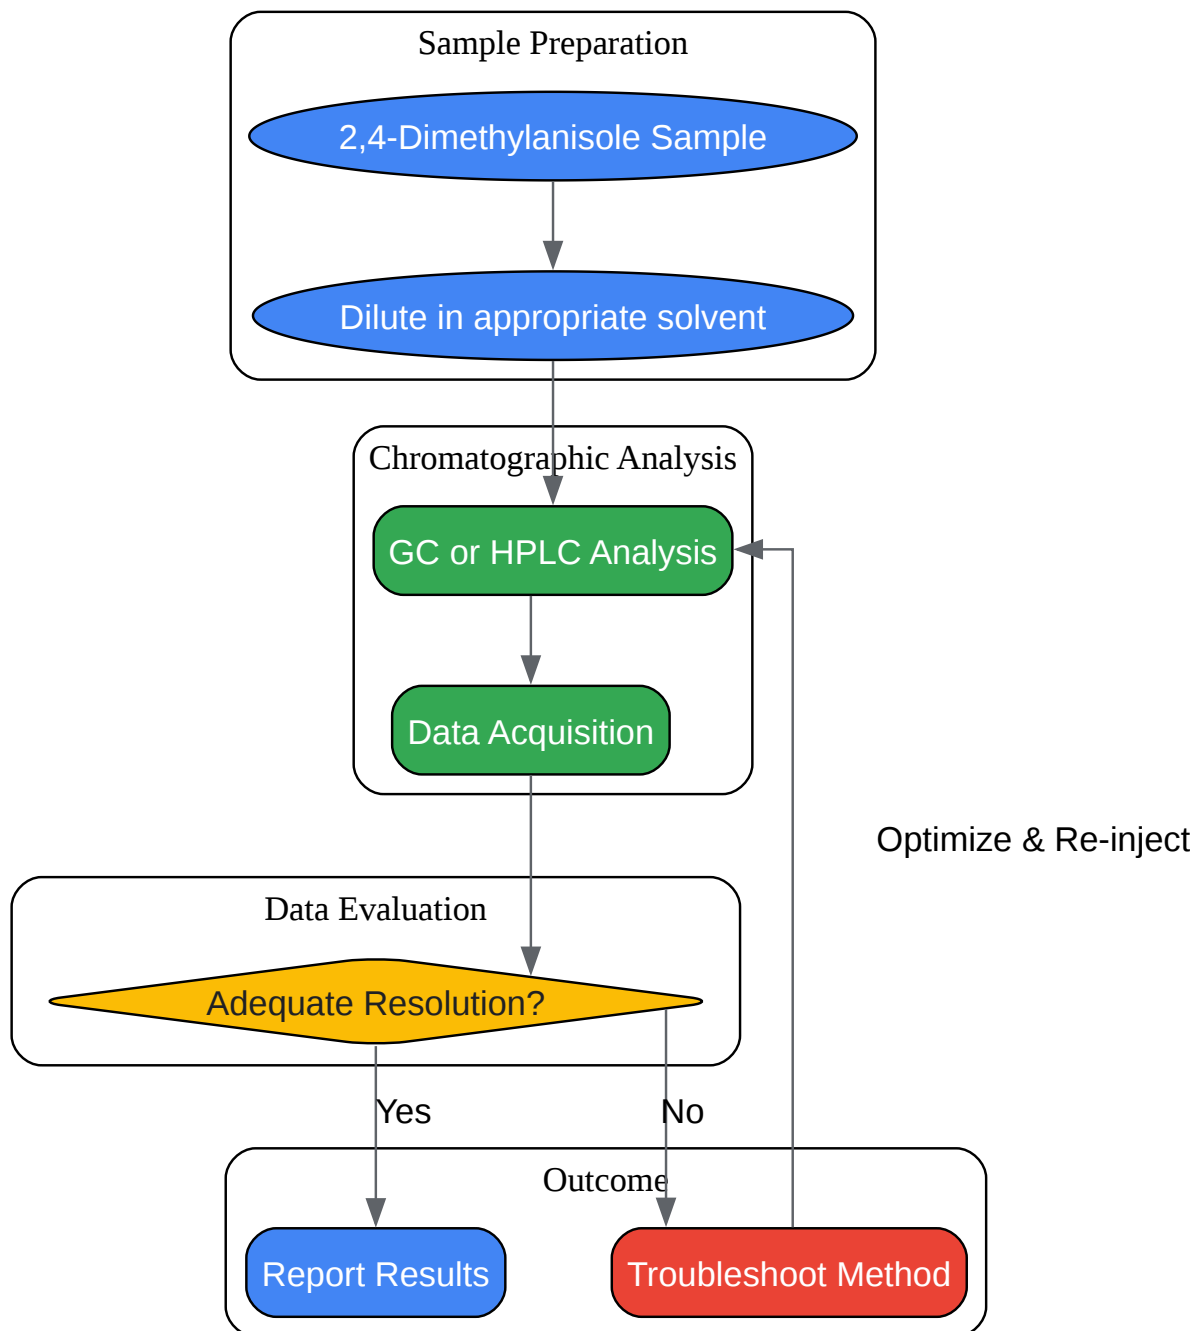 Sample Preparation
2,4-Dimethylanisole Sample
Dilute in appropriate solvent
Chromatographic Analysis
GC or HPLC Analysis
Data Acquisition
Optimize & Re-inject
Data Evaluation
Adequate Resolution?
Yes
No
Outcome
Report Results
Troubleshoot Method